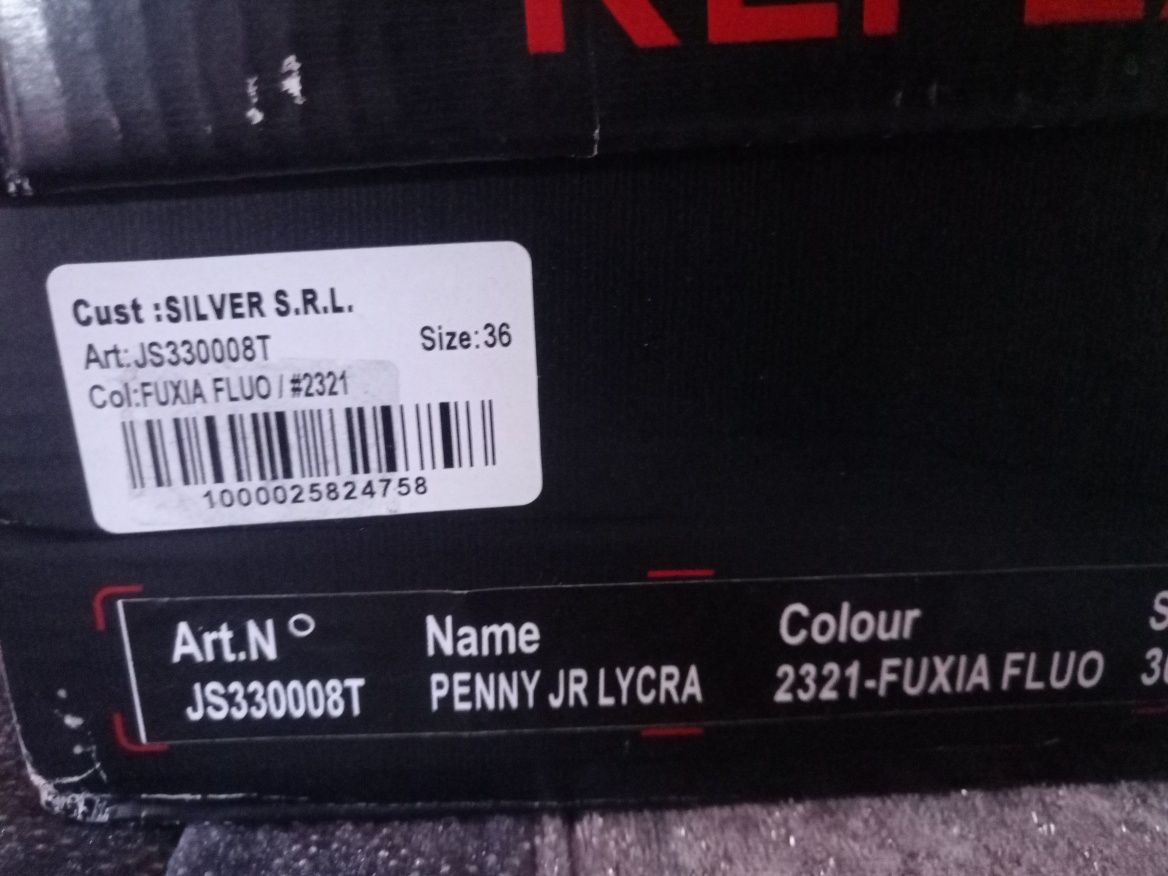 Cust :SILVER S.R.L.
Art:JS330008T
Size:36
Col:FUXIA FLUO / #2321
1000025824758
Art.N° Name Colour
JS330008T PENNY JR LYCRA 2321-FUXIA FLUO